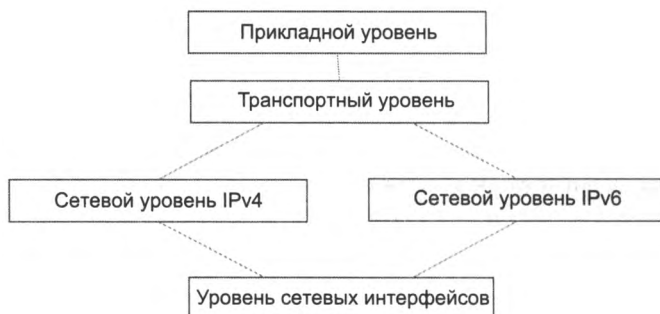 Прикладной уровень
Транспортный уровень
Сетевой уровень IPv4
Сетевой уровень IPv6
Уровень сетевых интерфейсов